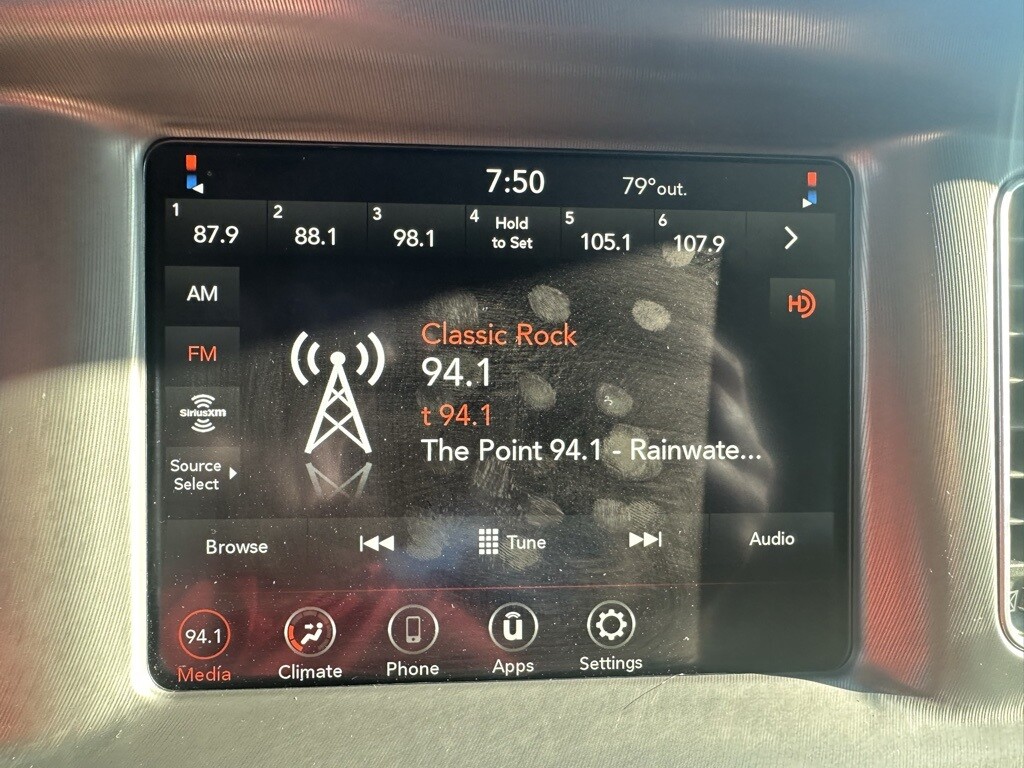 7:50
79° out.
1 87.9
2 88.1
3 98.1
4 Hold to Set
5 105.1
6 107.9
AM
HD
FM
Classic Rock
94.1
t 94.1
The Point 94.1 - Rainwate...
SiriusXM
Source
Select
Browse
Tune
Audio
94.1
Media
Climate
Phone
Apps
Settings